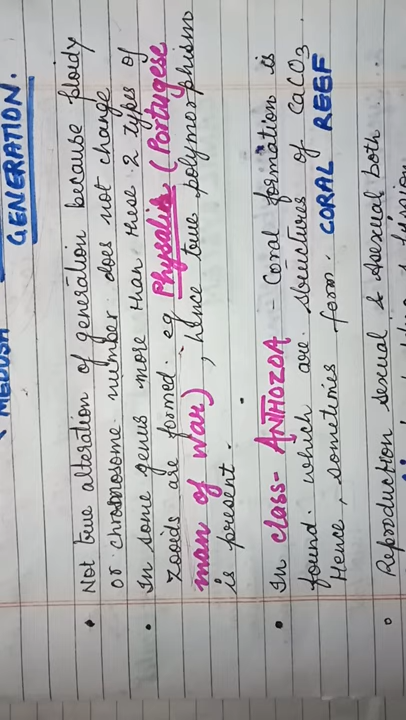 MEDUSA
GENERATION.
• Not true alteration of generation because ploidy
or chromosome number does not change
• In some genus more than these 2 types of
zooids are formed. eg Physalia (Portugese
man of war), hence true polymorphism
is present.
• In class- ANTHOZOA - Coral formation is
found. which are structures of CaCO3.
Hence, sometimes form. CORAL REEF
• Reproduction sexual & asexual both.